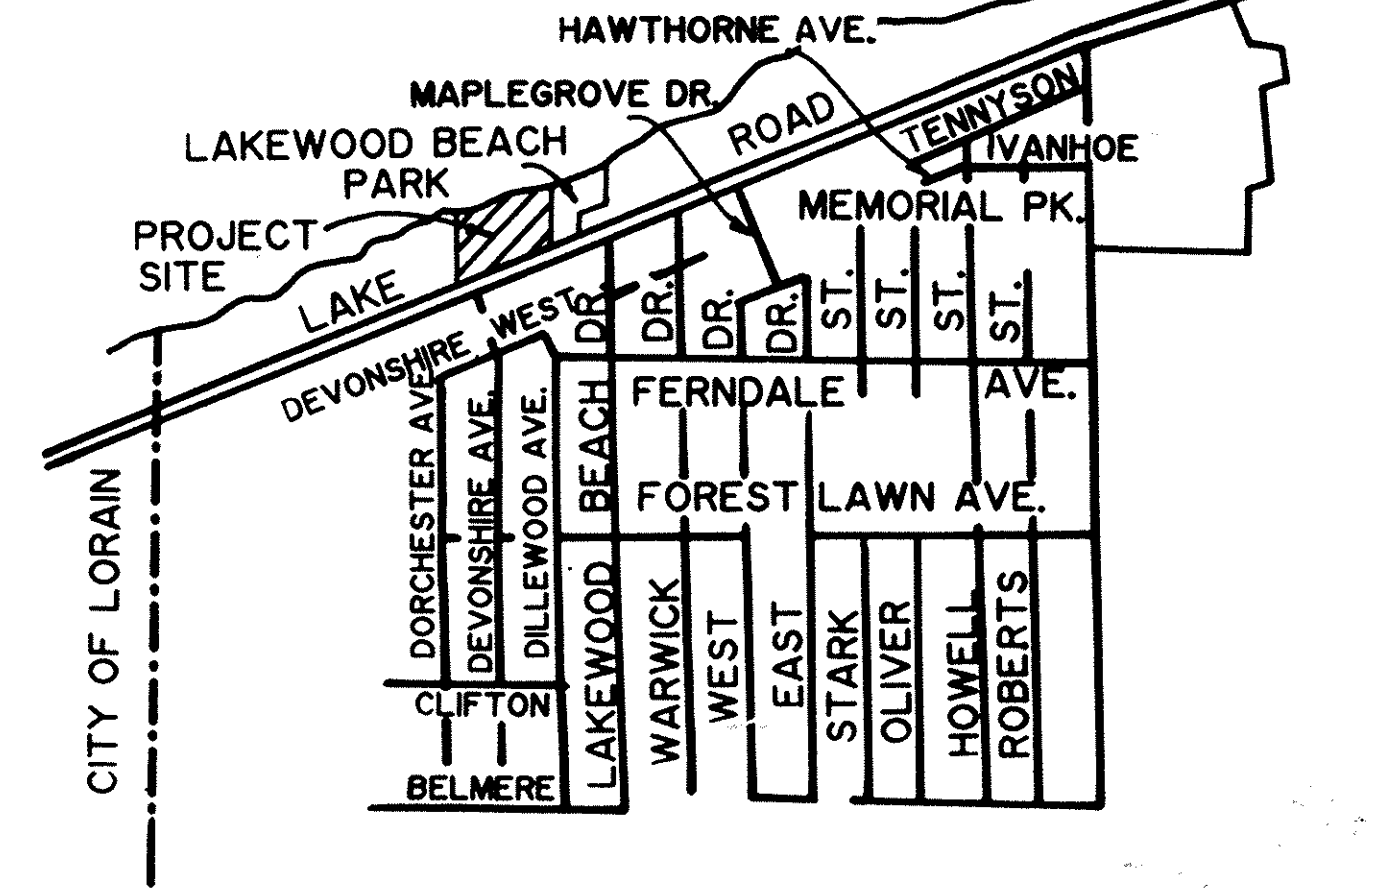 HAWTHORNE AVE.
MAPLEGROVE DR.
LAKEWOOD BEACH
PARK
PROJECT
SITE
LAKE ROAD
TENNYSON
IVANHOE
MEMORIAL PK.
DEVONSHIRE WEST
FERNDALE AVE.
FOREST LAWN AVE.
CITY OF LORAIN
DORCHESTER AVE.
DEVONSHIRE AVE.
DILLEWOOD AVE.
LAKEWOOD BEACH DR.
WARWICK DR.
WEST DR.
EAST DR.
STARK ST.
OLIVER ST.
HOWELL ST.
ROBERTS ST.
CLIFTON
BELMERE